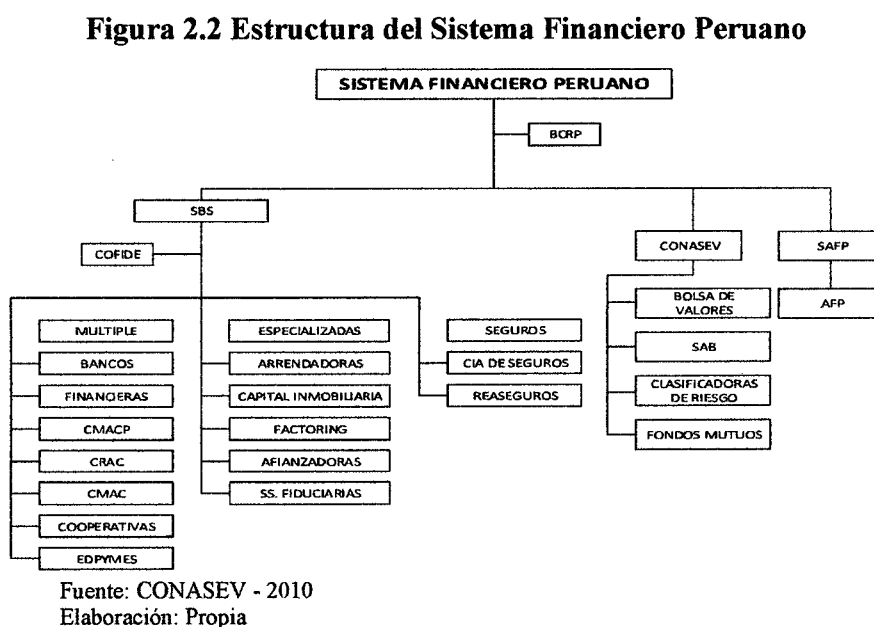 Figura 2.2 Estructura del Sistema Financiero Peruano
SISTEMA FINANCIERO PERUANO
BCRP
SBS
COFIDE
CONASEV
SAFP
MULTIPLE
BANCOS
FINANCIERAS
CMACP
CRAC
CMAC
COOPERATIVAS
EDPYMES
ESPECIALIZADAS
ARRENDADORAS
CAPITAL INMOBILIARIA
FACTORING
AFIANZADORAS
SS. FIDUCIARIAS
SEGUROS
CIA DE SEGUROS
REASEGUROS
BOLSA DE
VALORES
SAB
CLASIFICADORAS
DE RIESGO
FONDOS MUTUOS
AFP
Fuente: CONASEV - 2010
Elaboración: Propia